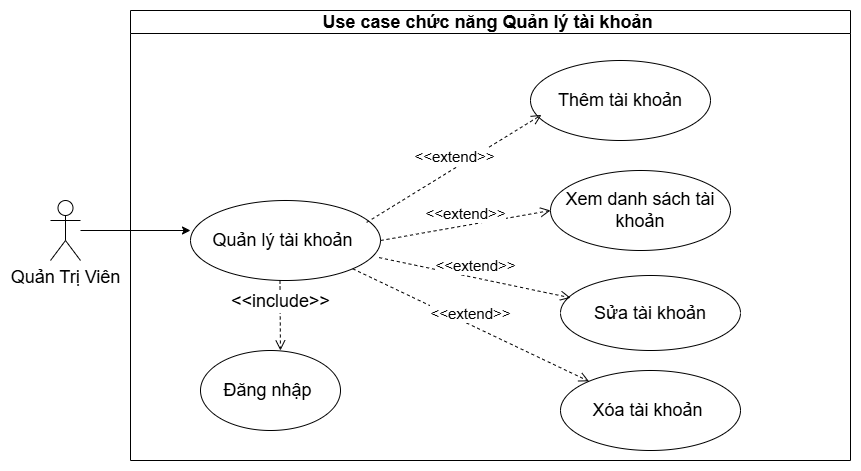 Use case chức năng Quản lý tài khoản
Thêm tài khoản
<<extend>>
Xem danh sách tài
khoản
<<extend>>
Quản lý tài khoản
Quản Trị Viên
<<extend>>
<<include>>
<<extend>>
Sửa tài khoản
Đăng nhập
Xóa tài khoản